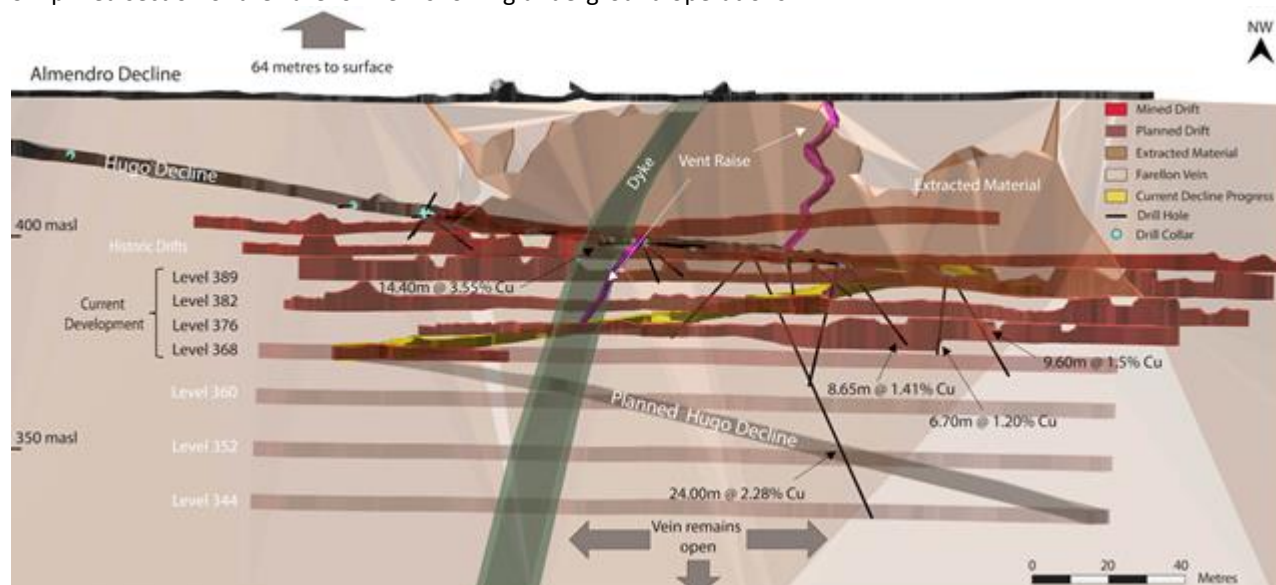 NW
64 metres to surface
Almendro Decline
Mined Drift
Planned Drift
Extracted Material
Farellon Vein
Current Decline Progress
Drill Hole
Drill Collar
Hugo Decline
Dyke
Vent Raise
Extracted Material
400 masl
Historic Drifts
Level 389
14.40m @ 3.55% Cu
Current
Development
Level 382
Level 376
Level 368
9.60m @ 1.5% Cu
8.65m @ 1.41% Cu
Level 360
6.70m @ 1.20% Cu
Planned Hugo Decline
350 masl
Level 352
24.00m @ 2.28% Cu
Level 344
Vein remains
open
0 20 40
Metres